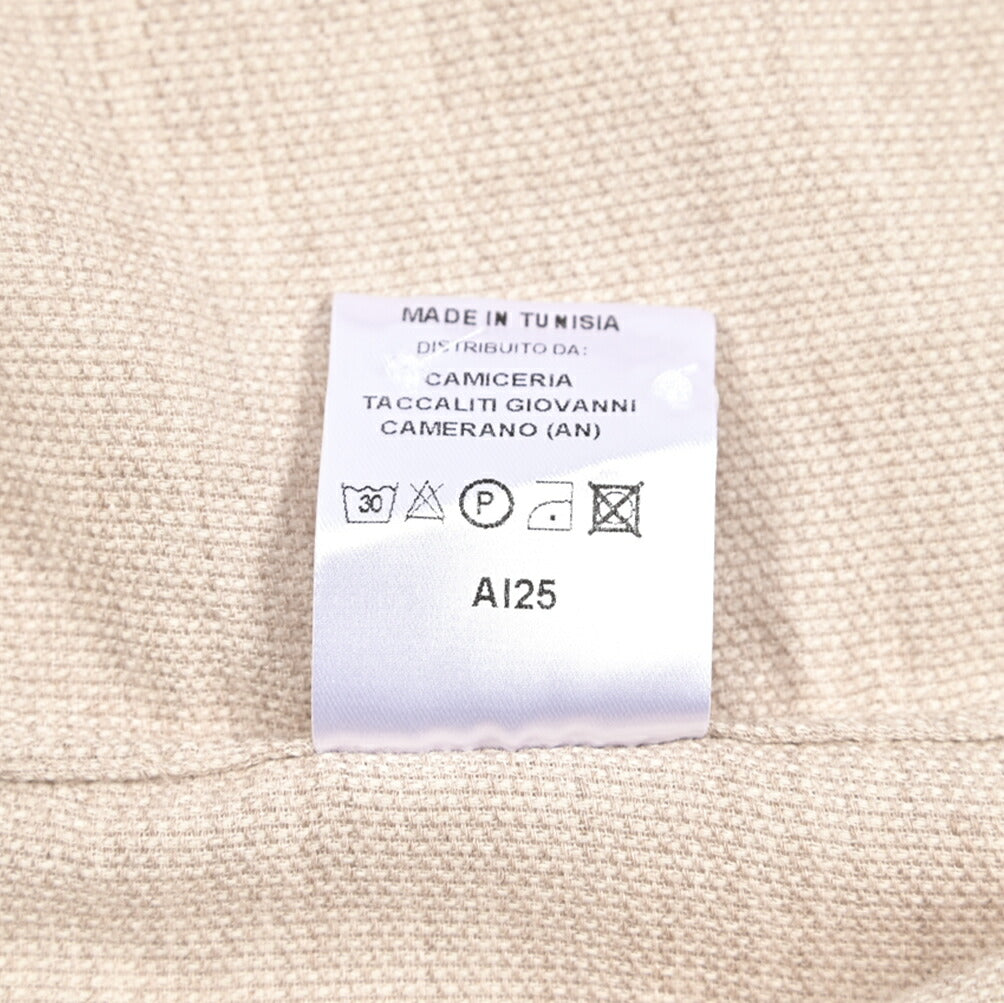 MADE IN TUNISIA
DISTRIBUITO DA:
CAMICERIA
TACCALITI GIOVANNI
CAMERANO (AN)
30 P
AI25